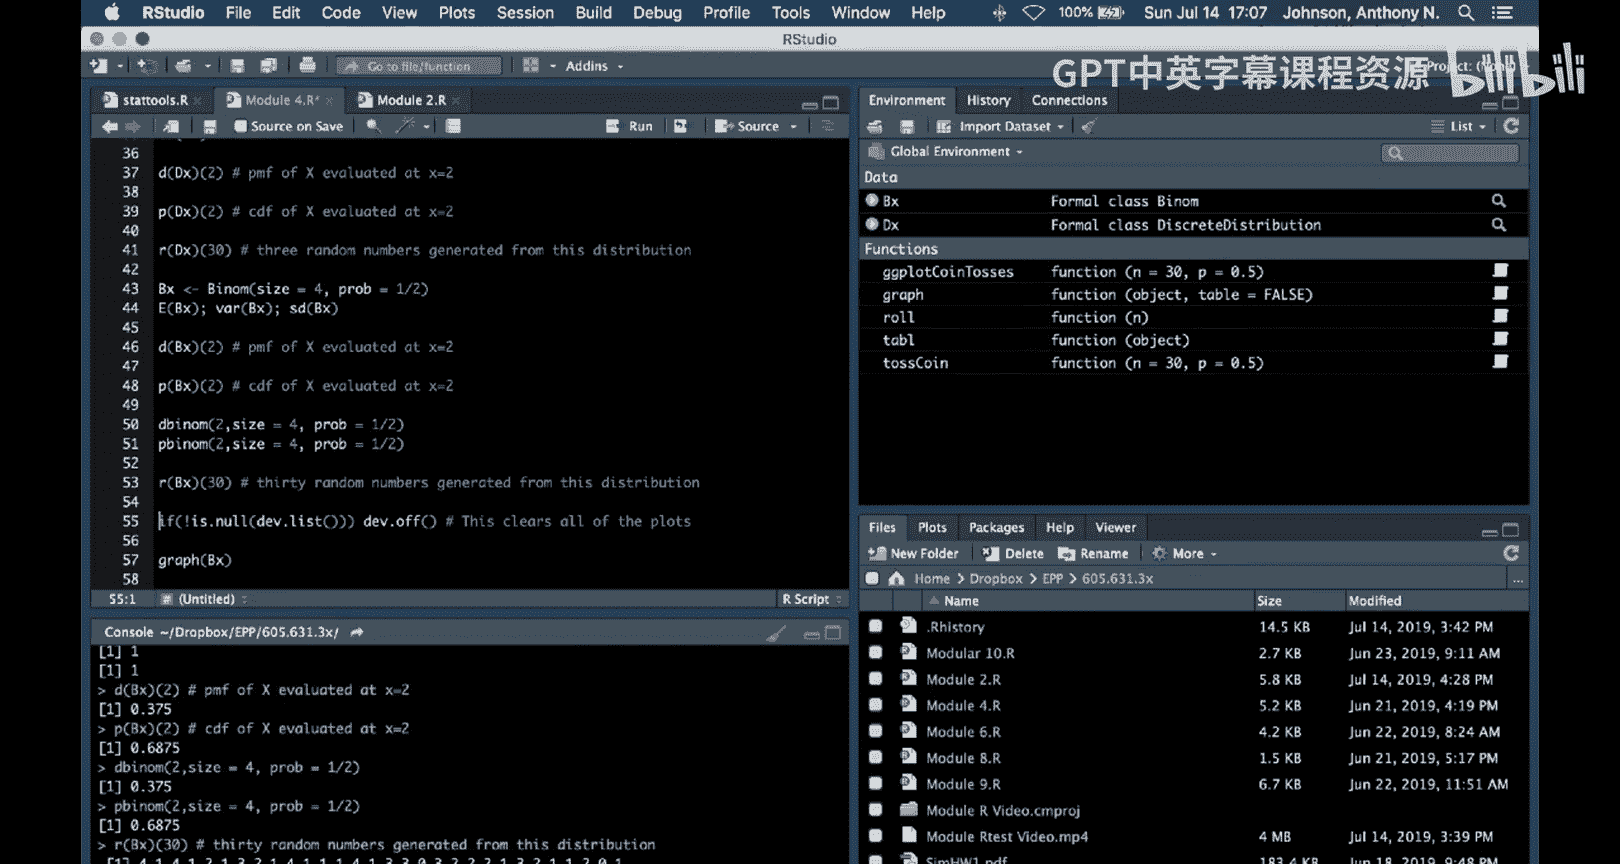 RStudio File Edit Code View Plots Session Build Debug Profile Tools Window Help 100% Sun Jul 14 17:07 Johnson, Anthony N.
RStudio
Go to file/function Addins
GPT中英字幕课程资源 bilibili
stattools.R Module 4.R* Module 2.R
Source on Save Run Source
36
37 d(Dx)(2) # pmf of X evaluated at x=2
38
39 p(Dx)(2) # cdf of X evaluated at x=2
40
41 r(Dx)(30) # three random numbers generated from this distribution
42
43 Bx <- Binom(size = 4, prob = 1/2)
44 E(Bx); var(Bx); sd(Bx)
45
46 d(Bx)(2) # pmf of X evaluated at x=2
47
48 p(Bx)(2) # cdf of X evaluated at x=2
49
50 dbinom(2,size = 4, prob = 1/2)
51 pbinom(2,size = 4, prob = 1/2)
52
53 r(Bx)(30) # thirty random numbers generated from this distribution
54
55 if(!is.null(dev.list())) dev.off() # This clears all of the plots
56
57 graph(Bx)
58
55:1 (Untitled) R Script
Console ~/Dropbox/EPP/605.631.3x/
[1] 1
[1] 1
> d(Bx)(2) # pmf of X evaluated at x=2
[1] 0.375
> p(Bx)(2) # cdf of X evaluated at x=2
[1] 0.6875
> dbinom(2,size = 4, prob = 1/2)
[1] 0.375
> pbinom(2,size = 4, prob = 1/2)
[1] 0.6875
> r(Bx)(30) # thirty random numbers generated from this distribution
Environment History Connections
Import Dataset List
Global Environment
Data
Bx Formal class Binom
Dx Formal class DiscreteDistribution
Functions
ggplotCoinTosses function (n = 30, p = 0.5)
graph function (object, table = FALSE)
roll function (n)
tabl function (object)
tossCoin function (n = 30, p = 0.5)
Files Plots Packages Help Viewer
New Folder Delete Rename More
Home Dropbox EPP 605.631.3x ...
Name Size Modified
.Rhistory 14.5 KB Jul 14, 2019, 3:42 PM
Modular 10.R 2.7 KB Jun 23, 2019, 9:11 AM
Module 2.R 5.8 KB Jul 14, 2019, 4:28 PM
Module 4.R 5.2 KB Jun 21, 2019, 4:19 PM
Module 6.R 4.2 KB Jun 22, 2019, 8:24 AM
Module 8.R 1.5 KB Jun 21, 2019, 5:17 PM
Module 9.R 6.7 KB Jun 22, 2019, 11:51 AM
Module R Video.cmproj
Module Rtest Video.mp4 4 MB Jul 14, 2019, 3:39 PM
SimHW1.pdf 183.4 KB Jun 18, 2019, 9:48 PM